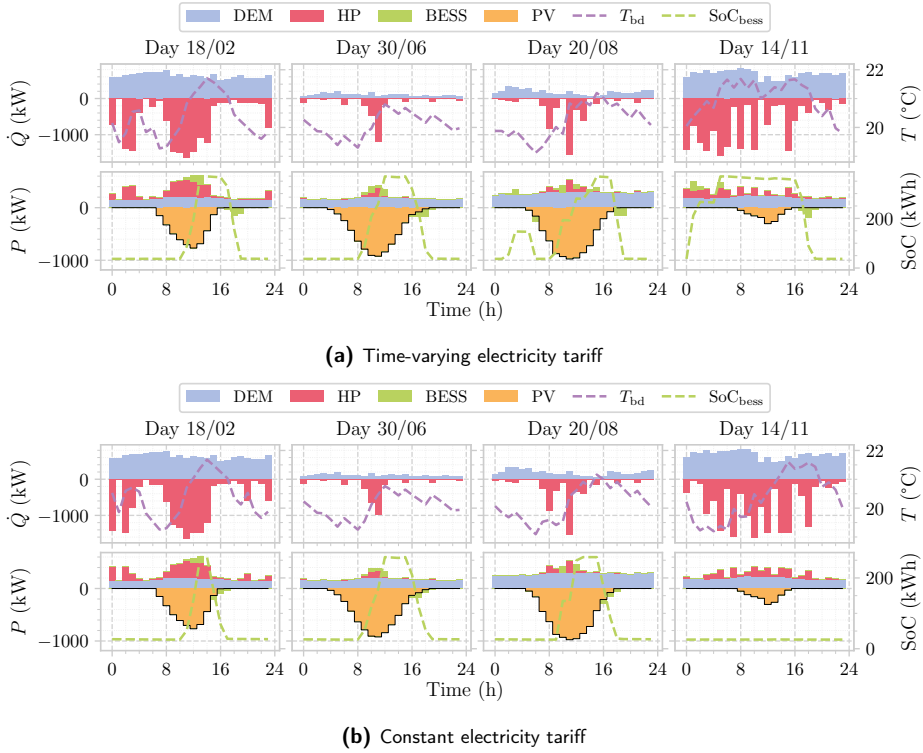 DEM HP BESS PV T_bd SoC_bess
Day 18/02 Day 30/06 Day 20/08 Day 14/11
Q̇ (kW)
0
−1000
22
20
T (°C)
P (kW)
0
−1000
200
0
SoC (kWh)
0 8 16 24 0 8 16 24 0 8 16 24 0 8 16 24
Time (h)
(a) Time-varying electricity tariff
DEM HP BESS PV T_bd SoC_bess
Day 18/02 Day 30/06 Day 20/08 Day 14/11
Q̇ (kW)
0
−1000
22
20
T (°C)
P (kW)
0
−1000
200
0
SoC (kWh)
0 8 16 24 0 8 16 24 0 8 16 24 0 8 16 24
Time (h)
(b) Constant electricity tariff